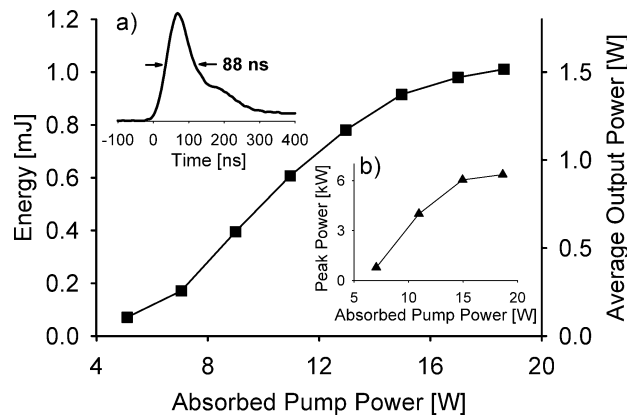 a)
88 ns
-100 0 100 200 300 400
Time [ns]
Energy [mJ]
1.2
1.0
0.8
0.6
0.4
0.2
0.0
4 8 12 16 20
Absorbed Pump Power [W]
b)
Peak Power [kW]
6
3
0
5 10 15 20
Absorbed Pump Power [W]
1.5
1.0
0.5
0.0
Average Output Power [W]